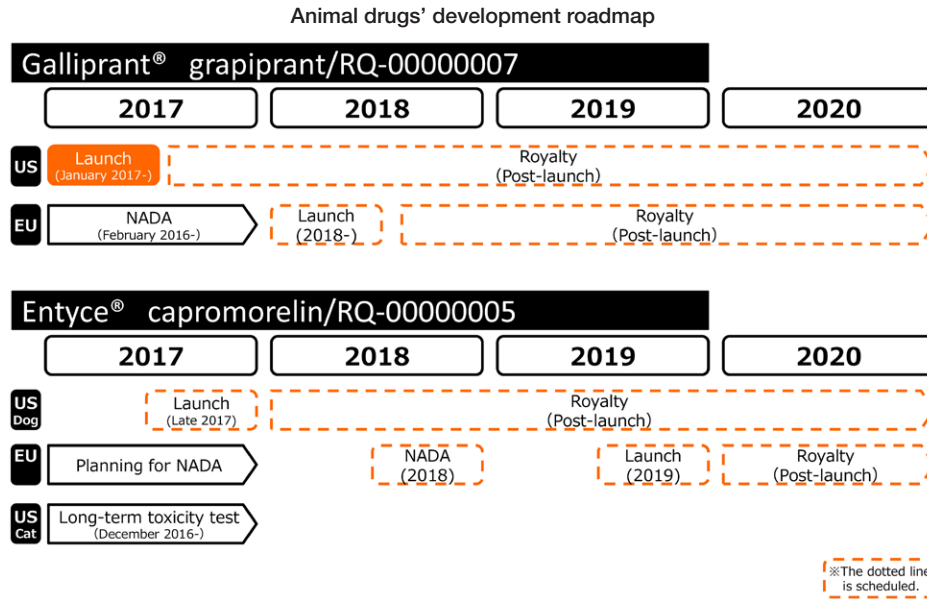 Animal drugs' development roadmap
Galliprant® grapiprant/RQ-00000007
2017 2018 2019 2020
US
Launch
(January 2017-)
Royalty
(Post-launch)
EU
NADA
(February 2016-)
Launch
(2018-)
Royalty
(Post-launch)
Entyce® capromorelin/RQ-00000005
2017 2018 2019 2020
US
Dog
Launch
(Late 2017)
Royalty
(Post-launch)
EU
Planning for NADA
NADA
(2018)
Launch
(2019)
Royalty
(Post-launch)
US
Cat
Long-term toxicity test
(December 2016-)
※The dotted line
is scheduled.